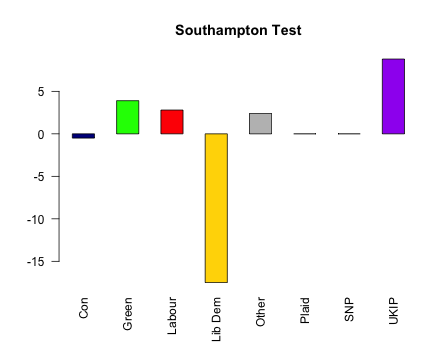 Southampton Test
5
0
-5
-10
-15
Con
Green
Labour
Lib Dem
Other
Plaid
SNP
UKIP